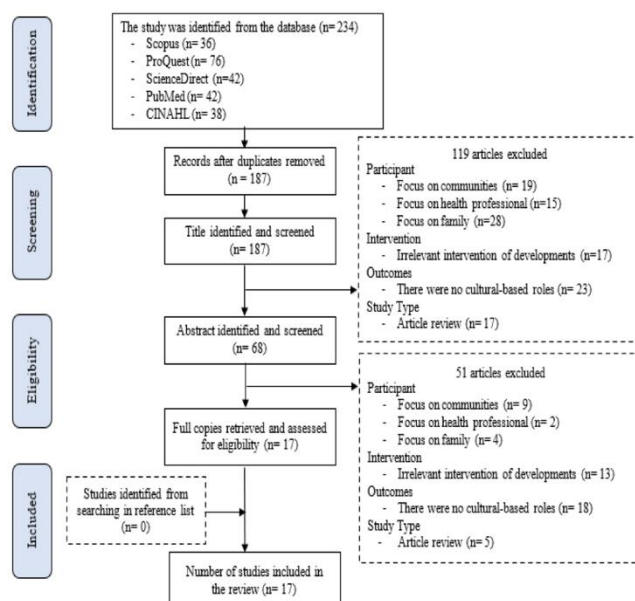 Identification
The study was identified from the database (n= 234)
- Scopus (n= 36)
- ProQuest (n= 76)
- ScienceDirect (n=42)
- PubMed (n= 42)
- CINAHL (n= 38)
Screening
Records after duplicates removed
(n = 187)
Title identified and screened
(n= 187)
119 articles excluded
Participant
- Focus on communities (n= 19)
- Focus on health professional (n=15)
- Focus on family (n=28)
Intervention
- Irrelevant intervention of developments (n=17)
Outcomes
- There were no cultural-based roles (n= 23)
Study Type
- Article review (n= 17)
Eligibility
Abstract identified and screened
(n= 68)
Full copies retrieved and assessed
for eligibility (n= 17)
51 articles excluded
Participant
- Focus on communities (n= 9)
- Focus on health professional (n= 2)
- Focus on family (n= 4)
Intervention
- Irrelevant intervention of developments (n= 13)
Outcomes
- There were no cultural-based roles (n= 18)
Study Type
- Article review (n= 5)
Included
Studies identified from
searching in reference list
(n= 0)
Number of studies included in
the review (n= 17)